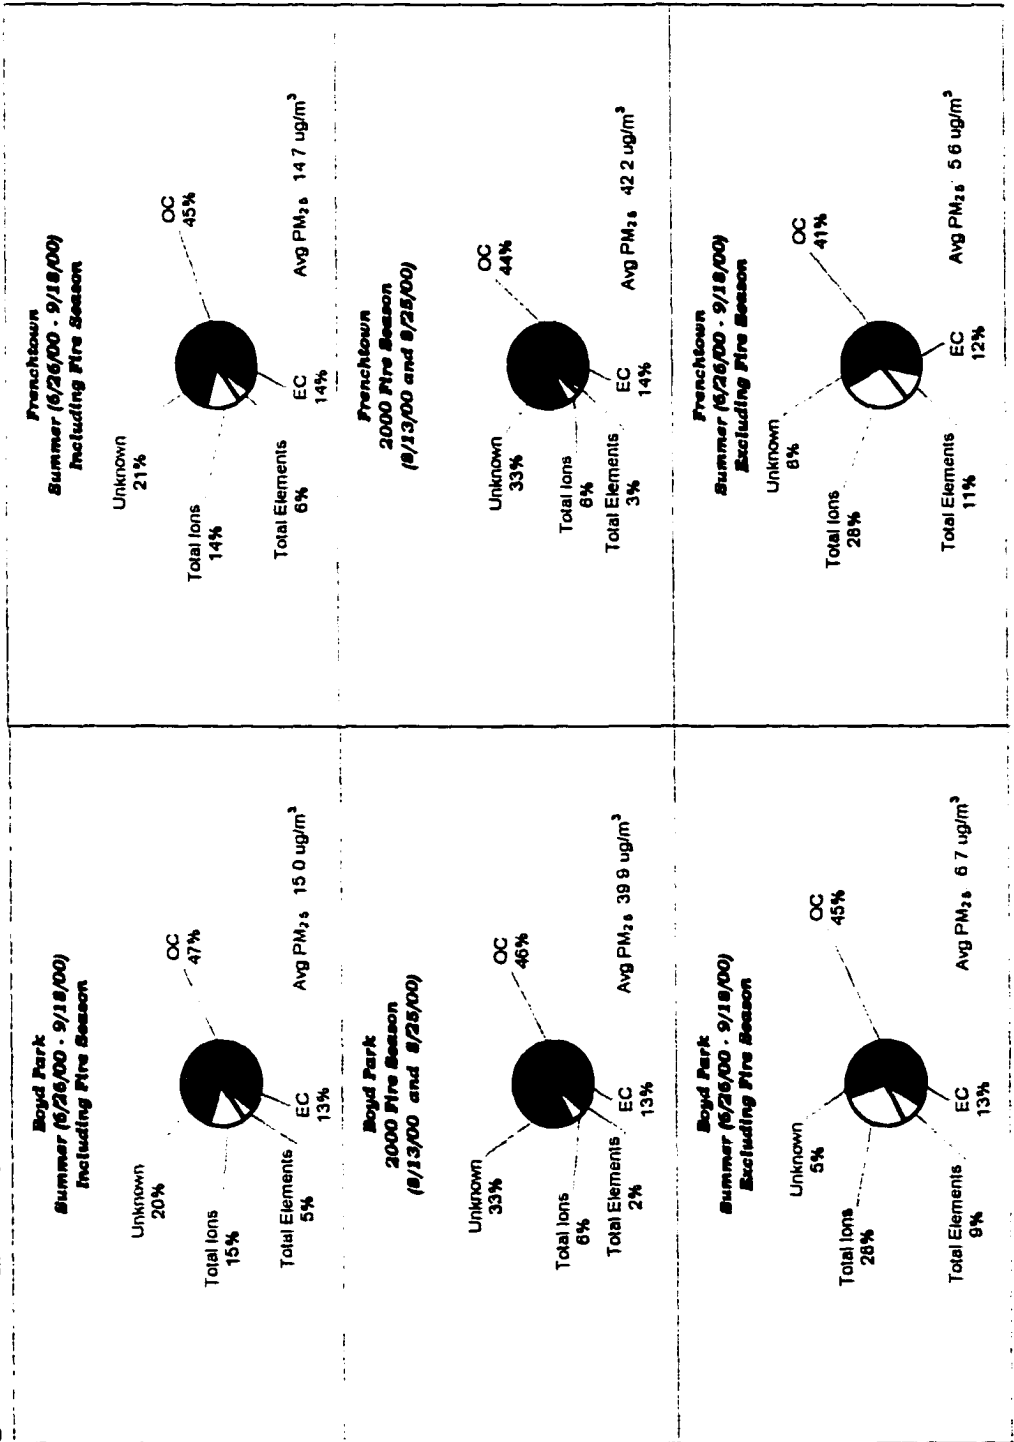 Boyd Park
Summer (6/26/00 - 9/18/00)
Including Fire Season
Unknown
20%
OC
47%
Total Ions
15%
Total Elements
5%
EC
13%
Avg PM2.5 15 0 ug/m³
Boyd Park
2000 Fire Season
(8/13/00 and 8/25/00)
Unknown
33%
OC
46%
Total Ions
6%
Total Elements
2%
EC
13%
Avg PM2.5 39 9 ug/m³
Boyd Park
Summer (6/26/00 - 9/18/00)
Excluding Fire Season
Unknown
5%
OC
45%
Total Ions
28%
Total Elements
9%
EC
13%
Avg PM2.5 6 7 ug/m³
Frenchtown
Summer (6/26/00 - 9/18/00)
Including Fire Season
Unknown
21%
OC
45%
Total Ions
14%
Total Elements
6%
EC
14%
Avg PM2.5 14 7 ug/m³
Frenchtown
2000 Fire Season
(8/13/00 and 8/25/00)
Unknown
33%
OC
44%
Total Ions
6%
Total Elements
3%
EC
14%
Avg PM2.5 42 2 ug/m³
Frenchtown
Summer (6/26/00 - 9/18/00)
Excluding Fire Season
Unknown
8%
OC
41%
Total Ions
28%
Total Elements
11%
EC
12%
Avg PM2.5 5 6 ug/m³